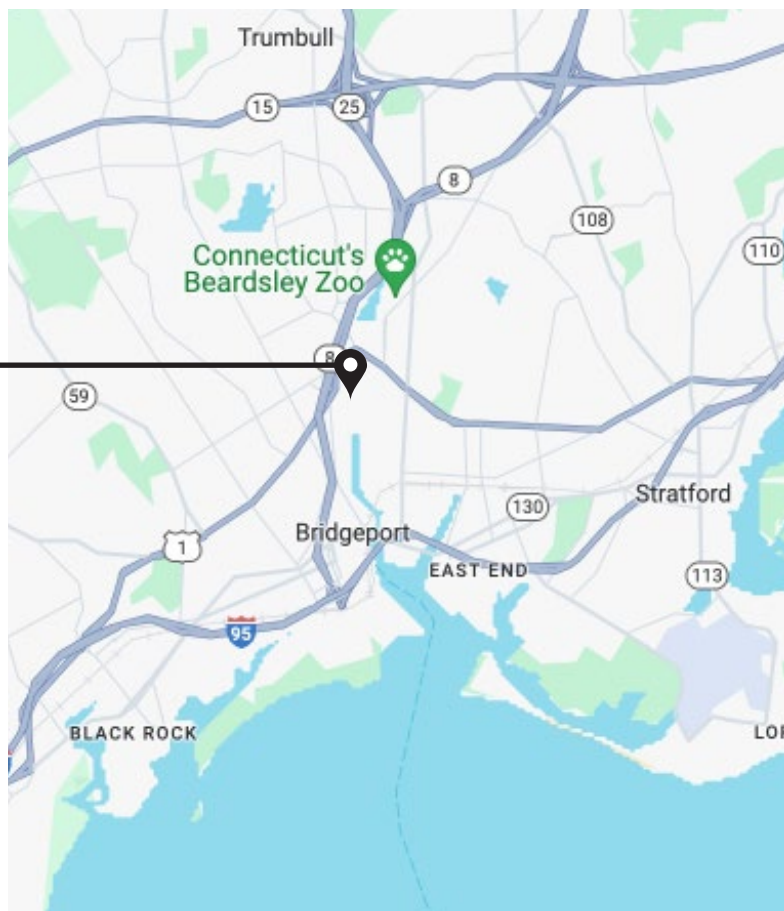 Trumbull
15
25
8
108
Connecticut's
Beardsley Zoo
110
8
59
130
Stratford
Bridgeport
1
EAST END
113
95
BLACK ROCK
LOR